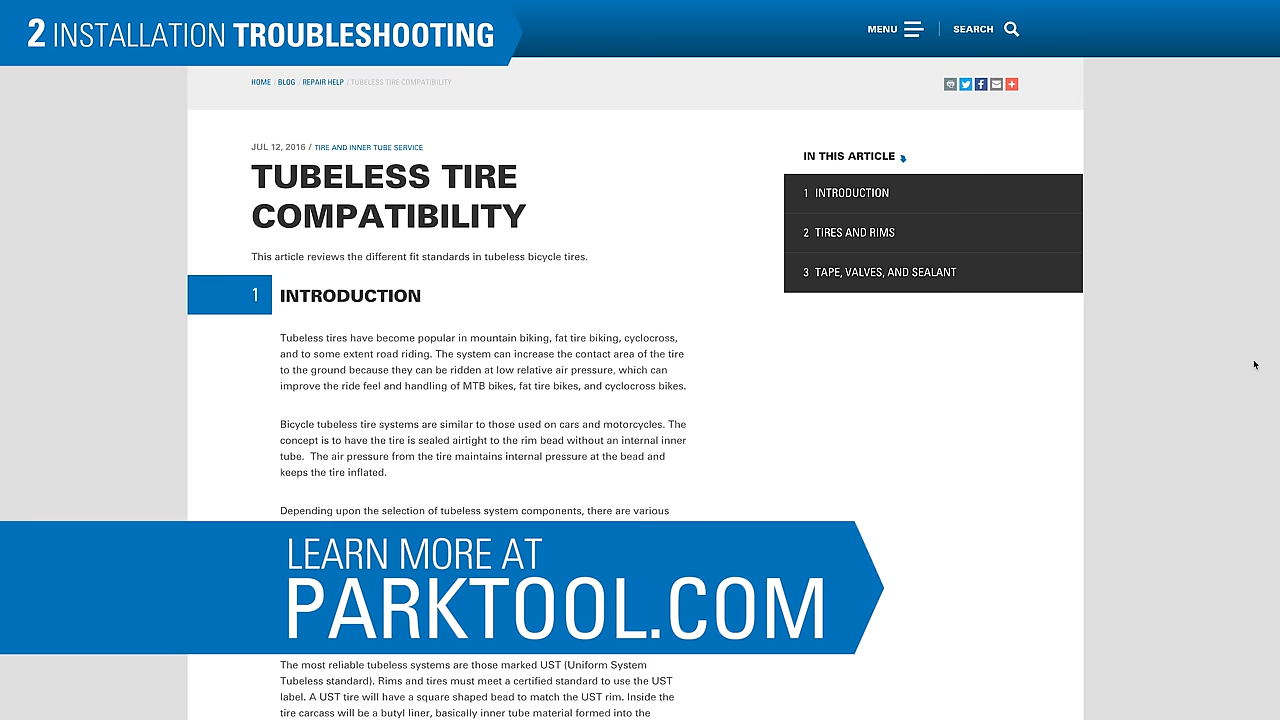 2 INSTALLATION TROUBLESHOOTING
MENU
SEARCH
HOME / BLOG / REPAIR HELP / TUBELESS TIRE COMPATIBILITY
JUL 12, 2016 / TIRE AND INNER TUBE SERVICE
TUBELESS TIRE
COMPATIBILITY
This article reviews the different fit standards in tubeless bicycle tires.
1 INTRODUCTION
Tubeless tires have become popular in mountain biking, fat tire biking, cyclocross,
and to some extent road riding. The system can increase the contact area of the tire
to the ground because they can be ridden at low relative air pressure, which can
improve the ride feel and handling of MTB bikes, fat tire bikes, and cyclocross bikes.
Bicycle tubeless tire systems are similar to those used on cars and motorcycles. The
concept is to have the tire is sealed airtight to the rim bead without an internal inner
tube.  The air pressure from the tire maintains internal pressure at the bead and
keeps the tire inflated.
Depending upon the selection of tubeless system components, there are various
IN THIS ARTICLE
1 INTRODUCTION
2 TIRES AND RIMS
3 TAPE, VALVES, AND SEALANT
LEARN MORE AT
PARKTOOL.COM
The most reliable tubeless systems are those marked UST (Uniform System
Tubeless standard). Rims and tires must meet a certified standard to use the UST
label. A UST tire will have a square shaped bead to match the UST rim. Inside the
tire carcass will be a butyl liner, basically inner tube material formed into the